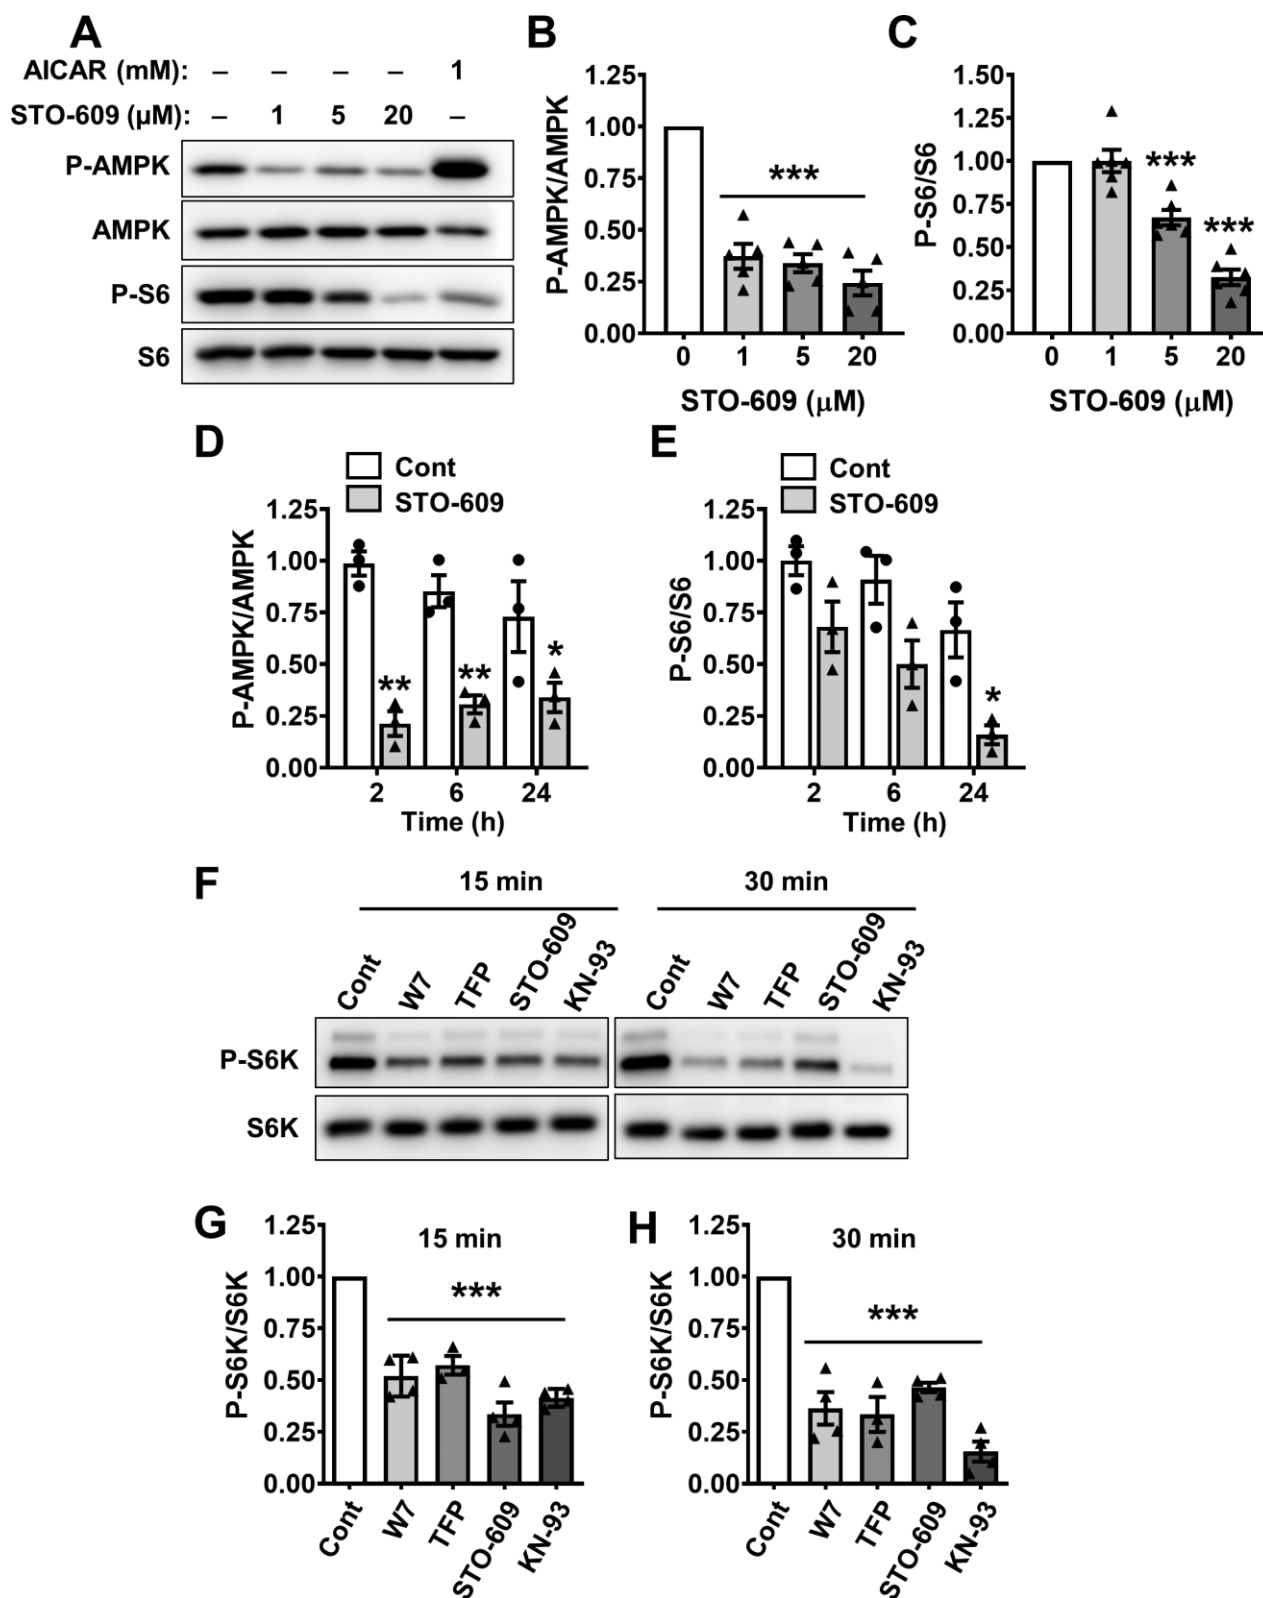 A
AICAR (mM): – – – – 1
STO-609 (μM): – 1 5 20 –
P-AMPK
AMPK
P-S6
S6
B
P-AMPK/AMPK
1.25
1.00
0.75
0.50
0.25
0.00
***
0 1 5 20
STO-609 (μM)
C
P-S6/S6
1.50
1.25
1.00
0.75
0.50
0.25
0.00
***
***
0 1 5 20
STO-609 (μM)
D
Cont
STO-609
P-AMPK/AMPK
1.25
1.00
0.75
0.50
0.25
0.00
**
**
*
2 6 24
Time (h)
E
Cont
STO-609
P-S6/S6
1.25
1.00
0.75
0.50
0.25
0.00
*
2 6 24
Time (h)
F
15 min
30 min
Cont W7 TFP STO-609 KN-93
Cont W7 TFP STO-609 KN-93
P-S6K
S6K
G
15 min
P-S6K/S6K
1.25
1.00
0.75
0.50
0.25
0.00
***
Cont W7 TFP STO-609 KN-93
H
30 min
P-S6K/S6K
1.25
1.00
0.75
0.50
0.25
0.00
***
Cont W7 TFP STO-609 KN-93